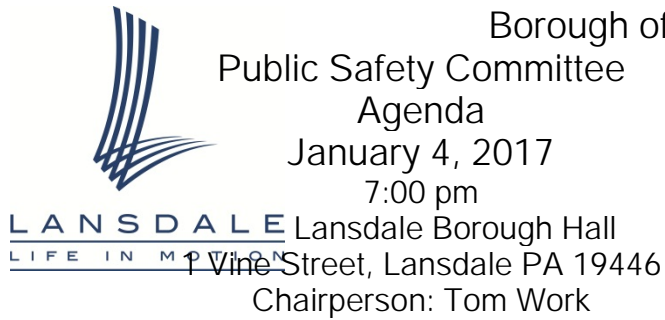 Borough of
Public Safety Committee
Agenda
January 4, 2017
7:00 pm
LANSDALE
Lansdale Borough Hall
LIFE IN MOTION
1 Vine Street, Lansdale PA 19446
Chairperson: Tom Work